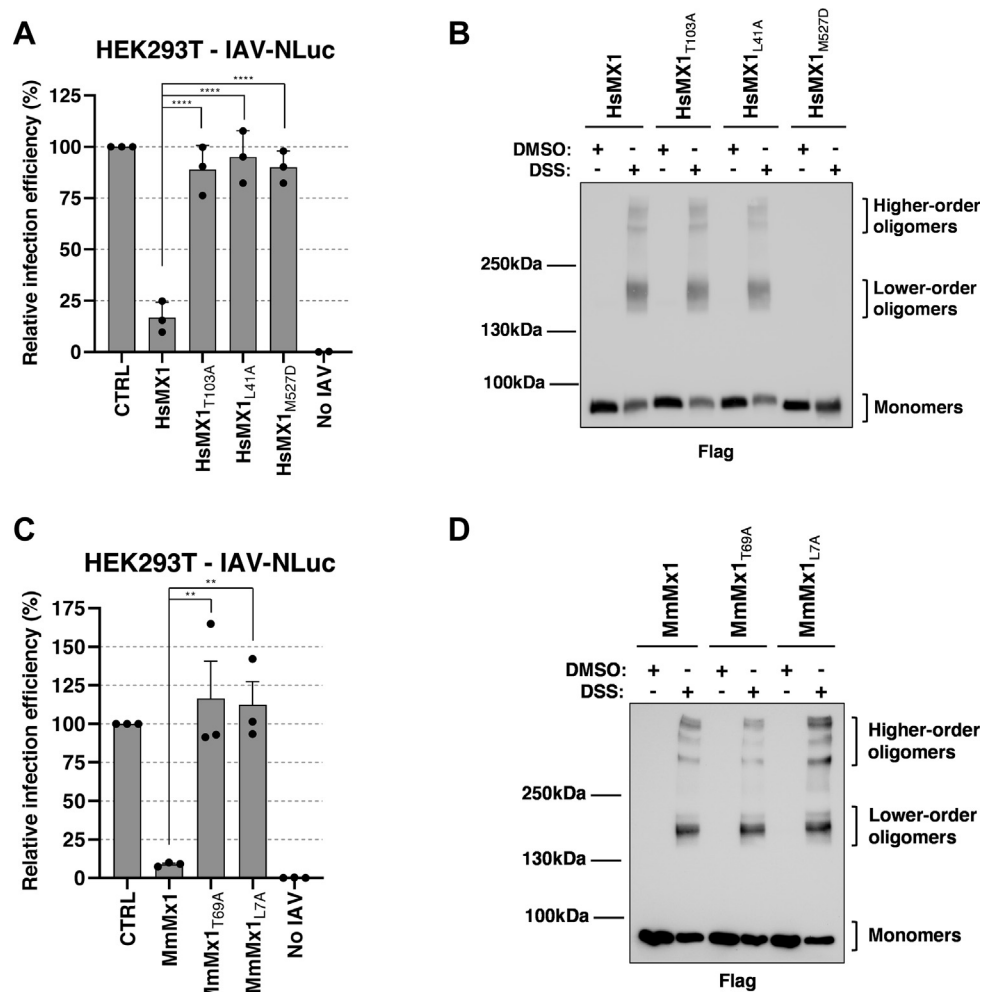 A
HEK293T - IAV-NLuc
Relative infection efficiency (%)
125
100
75
50
25
0
****
****
****
CTRL
HsMX1
HsMX1T103A
HsMX1L41A
HsMX1M527D
No IAV
B
HsMX1
HsMX1T103A
HsMX1L41A
HsMX1M527D
DMSO: + - + - + - + -
DSS: - + - + - + - +
250kDa
130kDa
100kDa
Higher-order
oligomers
Lower-order
oligomers
Monomers
Flag
C
HEK293T - IAV-NLuc
Relative infection efficiency (%)
175
150
125
100
75
50
25
0
**
**
CTRL
MmMx1
MmMx1T69A
MmMx1L7A
No IAV
D
MmMx1
MmMx1T69A
MmMx1L7A
DMSO: + - + - + -
DSS: - + - + - +
250kDa
130kDa
100kDa
Higher-order
oligomers
Lower-order
oligomers
Monomers
Flag